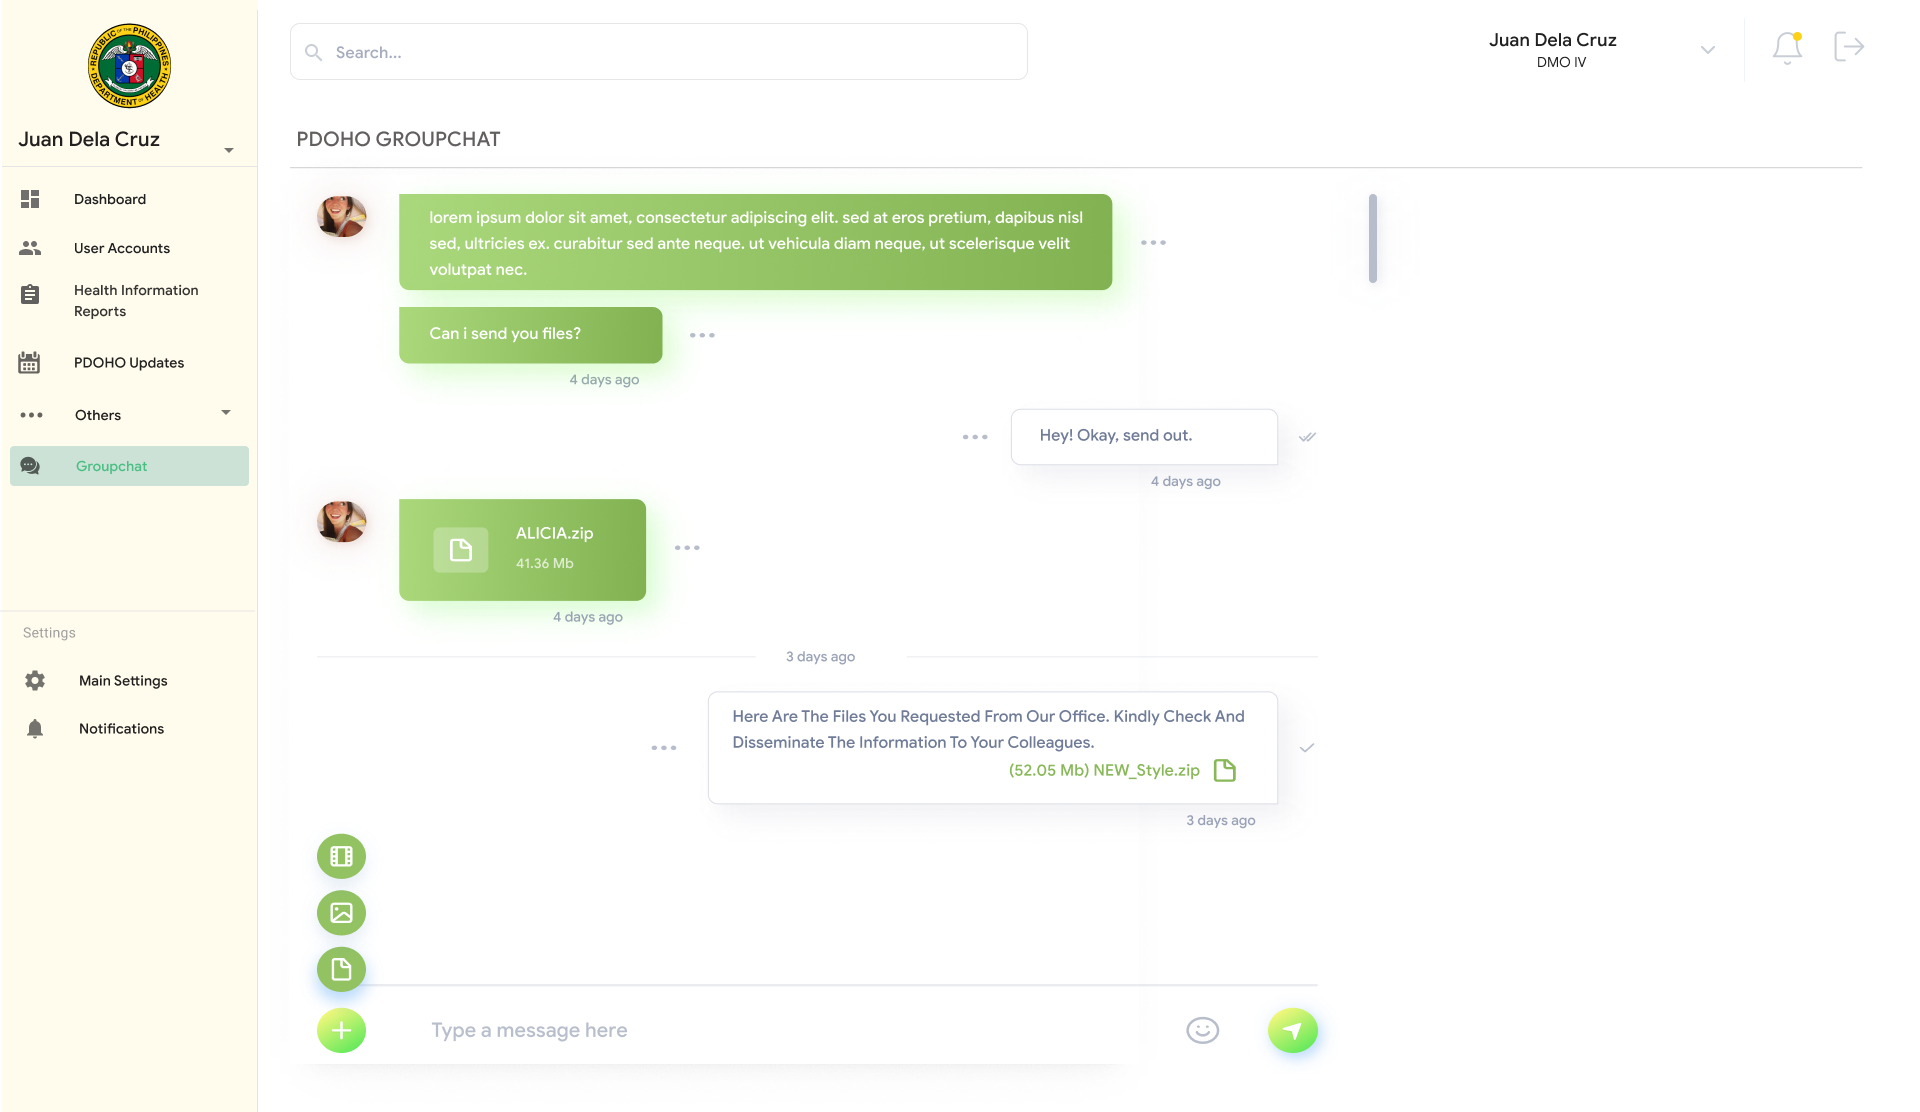 REPUBLIC OF THE PHILIPPINES
DEPARTMENT OF HEALTH
Juan Dela Cruz
Dashboard
User Accounts
Health Information
Reports
PDOHO Updates
Others
Groupchat
Settings
Main Settings
Notifications
Search...
Juan Dela Cruz
DMO IV
PDOHO GROUPCHAT
lorem ipsum dolor sit amet, consectetur adipiscing elit. sed at eros pretium, dapibus nisl
sed, ultricies ex. curabitur sed ante neque. ut vehicula diam neque, ut scelerisque velit
volutpat nec.
Can i send you files?
4 days ago
Hey! Okay, send out.
4 days ago
ALICIA.zip
41.36 Mb
4 days ago
3 days ago
Here Are The Files You Requested From Our Office. Kindly Check And
Disseminate The Information To Your Colleagues.
(52.05 Mb) NEW_Style.zip
3 days ago
Type a message here